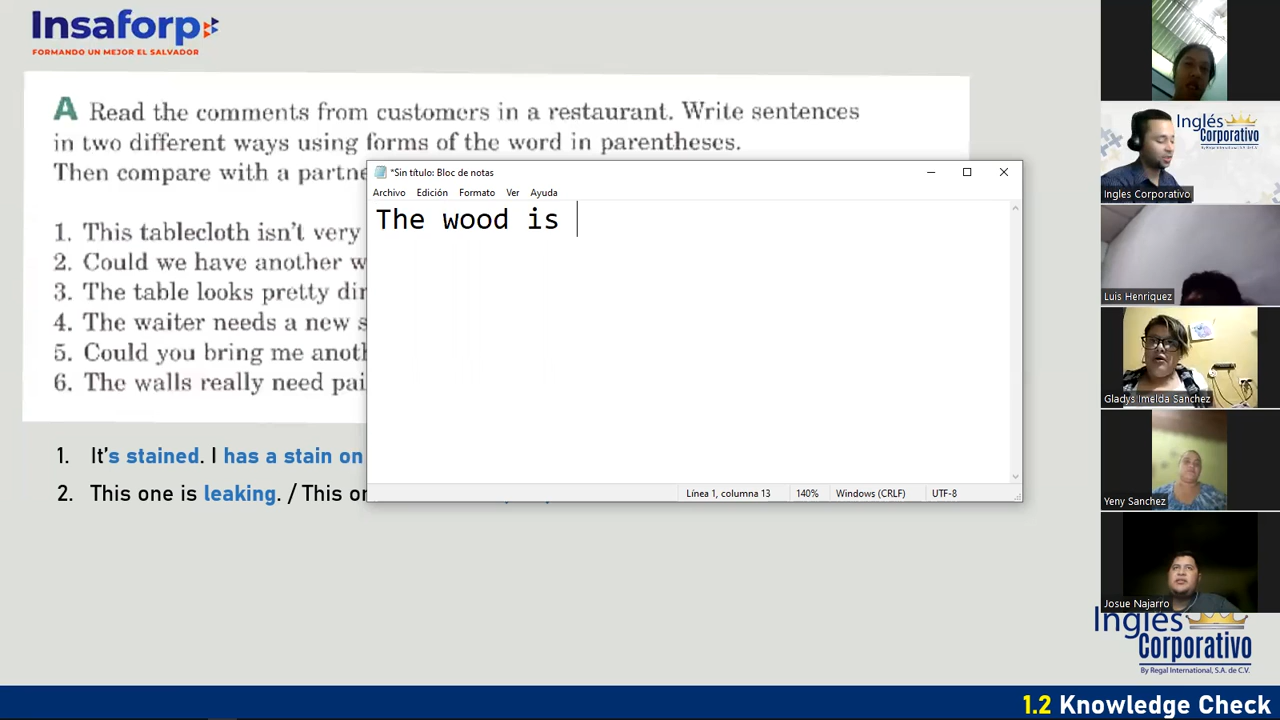 Insaforp
FORMANDO UN MEJOR EL SALVADOR
A Read the comments from customers in a restaurant. Write sentences
in two different ways using forms of the word in parentheses.
Then compare with a partne
1. This tablecloth isn't very
2. Could we have another w
3. The table looks pretty dir
4. The waiter needs a new s
5. Could you bring me anoth
6. The walls really need pai
*Sin título: Bloc de notas
Archivo Edición Formato Ver Ayuda
The wood is
Línea 1, columna 13 140% Windows (CRLF) UTF-8
1. It's stained. I has a stain on
2. This one is leaking. / This on
Inglés Corporativo
By Regal International, S.A. de C.V.
Ingles Corporativo
Luis Henriquez
Gladys Imelda Sanchez
Yeny Sanchez
Josue Najarro
Inglés Corporativo
By Regal International, S.A. de C.V.
1.2 Knowledge Check